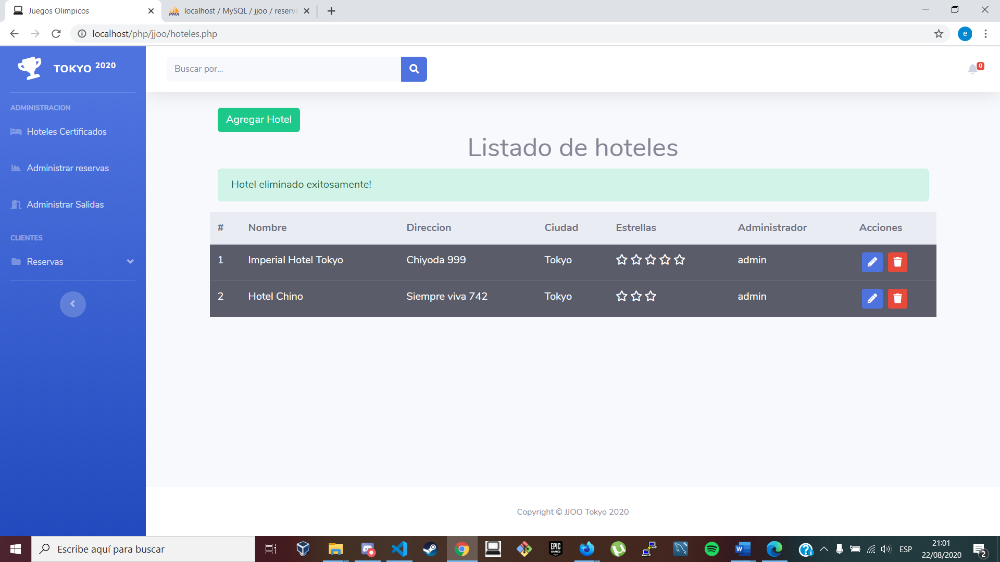 Juegos Olimpicos
localhost / MySQL / jjoo / reserva
localhost/php/jjoo/hoteles.php
e
TOKYO 2020
Buscar por...
0
ADMINISTRACION
Hoteles Certificados
Administrar reservas
Administrar Salidas
CLIENTES
Reservas
Agregar Hotel
Listado de hoteles
Hotel eliminado exitosamente!
# Nombre Direccion Ciudad Estrellas Administrador Acciones
1 Imperial Hotel Tokyo Chiyoda 999 Tokyo admin
2 Hotel Chino Siempre viva 742 Tokyo admin
Copyright © JJOO Tokyo 2020
Escribe aquí para buscar
EPIC
GAMES
ESP
21:01
22/08/2020
2